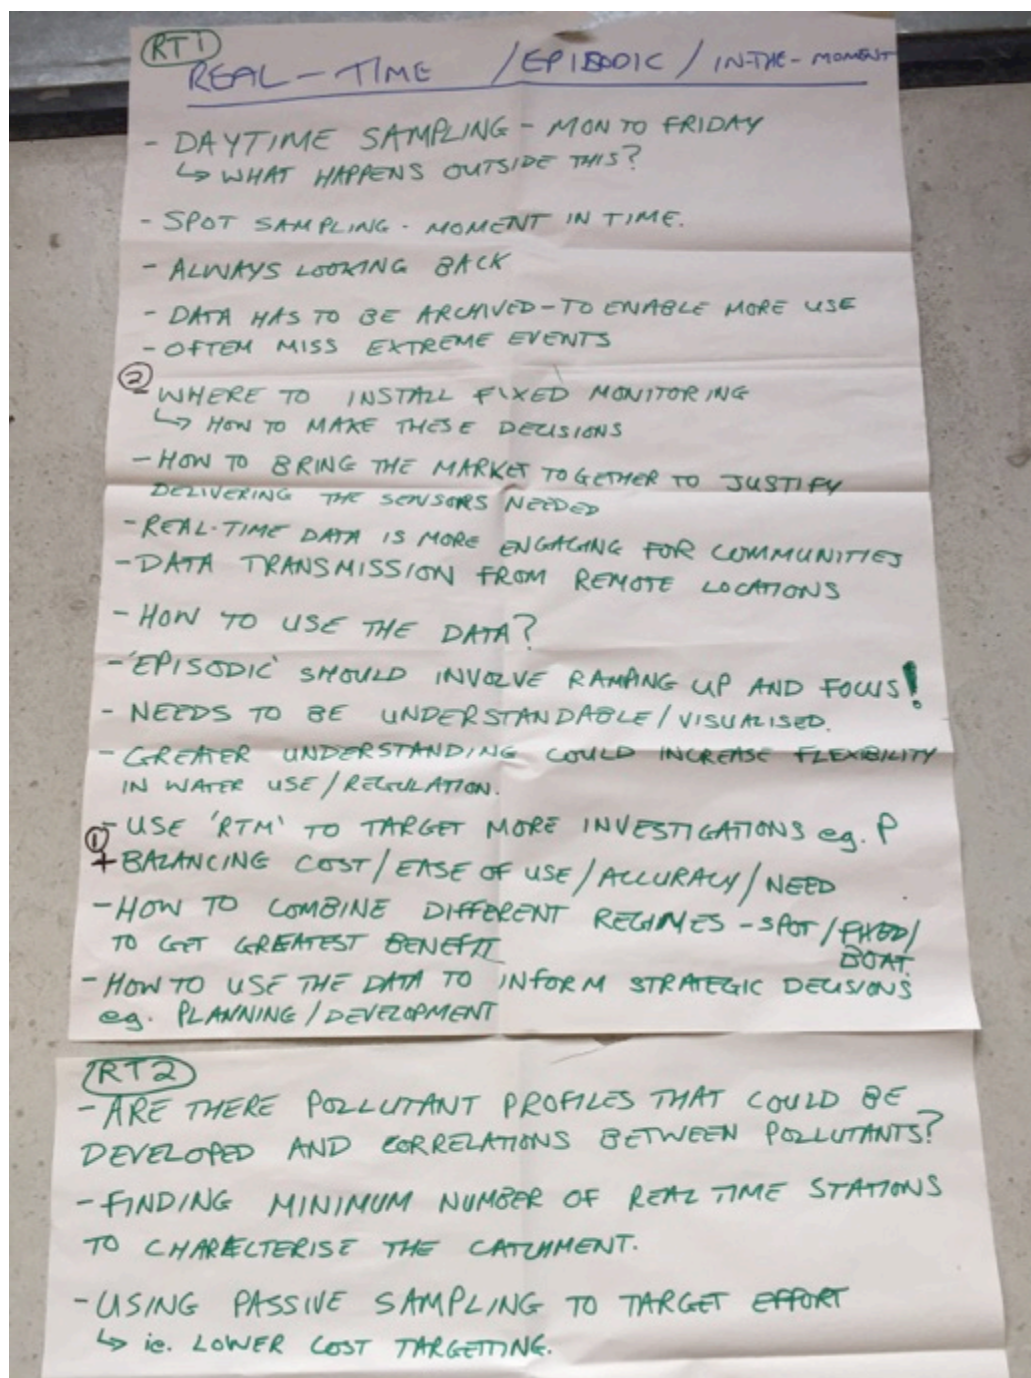 RT1
REAL-TIME / EPISODIC / IN-THE-MOMENT
- DAYTIME SAMPLING - MON TO FRIDAY
↳ WHAT HAPPENS OUTSIDE THIS?
- SPOT SAMPLING - MOMENT IN TIME.
- ALWAYS LOOKING BACK
- DATA HAS TO BE ARCHIVED - TO ENABLE MORE USE
- OFTEM MISS EXTREME EVENTS
② WHERE TO INSTALL FIXED MONITORING
↳ HOW TO MAKE THESE DECISIONS
- HOW TO BRING THE MARKET TOGETHER TO JUSTIFY
DELIVERING THE SENSORS NEEDED
- REAL-TIME DATA IS MORE ENGAGING FOR COMMUNITIES
- DATA TRANSMISSION FROM REMOTE LOCATIONS
- HOW TO USE THE DATA?
- 'EPISODIC' SHOULD INVOLVE RAMPING UP AND FOCUS!
- NEEDS TO BE UNDERSTANDABLE / VISUALISED.
- GREATER UNDERSTANDING COULD INCREASE FLEXIBILITY
IN WATER USE / REGULATION.
- USE 'RTM' TO TARGET MORE INVESTIGATIONS eg. P
① + BALANCING COST / EASE OF USE / ACCURACY / NEED
- HOW TO COMBINE DIFFERENT REGIMES - SPOT / FIXED /
TO GET GREATEST BENEFIT BOAT.
- HOW TO USE THE DATA TO INFORM STRATEGIC DECISIONS
eg. PLANNING / DEVELOPMENT
RT2
- ARE THERE POLLUTANT PROFILES THAT COULD BE
DEVELOPED AND CORRELATIONS BETWEEN POLLUTANTS?
- FINDING MINIMUM NUMBER OF REAL TIME STATIONS
TO CHARACTERISE THE CATCHMENT.
- USING PASSIVE SAMPLING TO TARGET EFFORT
↳ ie. LOWER COST TARGETTING.